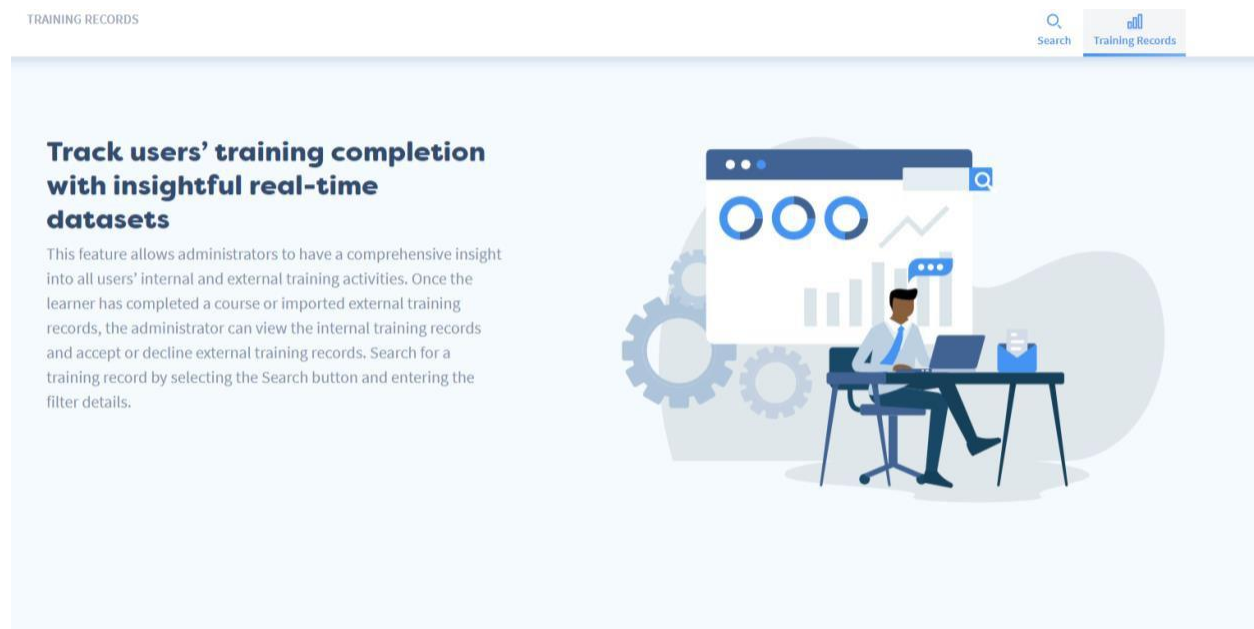 TRAINING RECORDS
Search
Training Records
Track users’ training completion
with insightful real-time
datasets
This feature allows administrators to have a comprehensive insight
into all users’ internal and external training activities. Once the
learner has completed a course or imported external training
records, the administrator can view the internal training records
and accept or decline external training records. Search for a
training record by selecting the Search button and entering the
filter details.